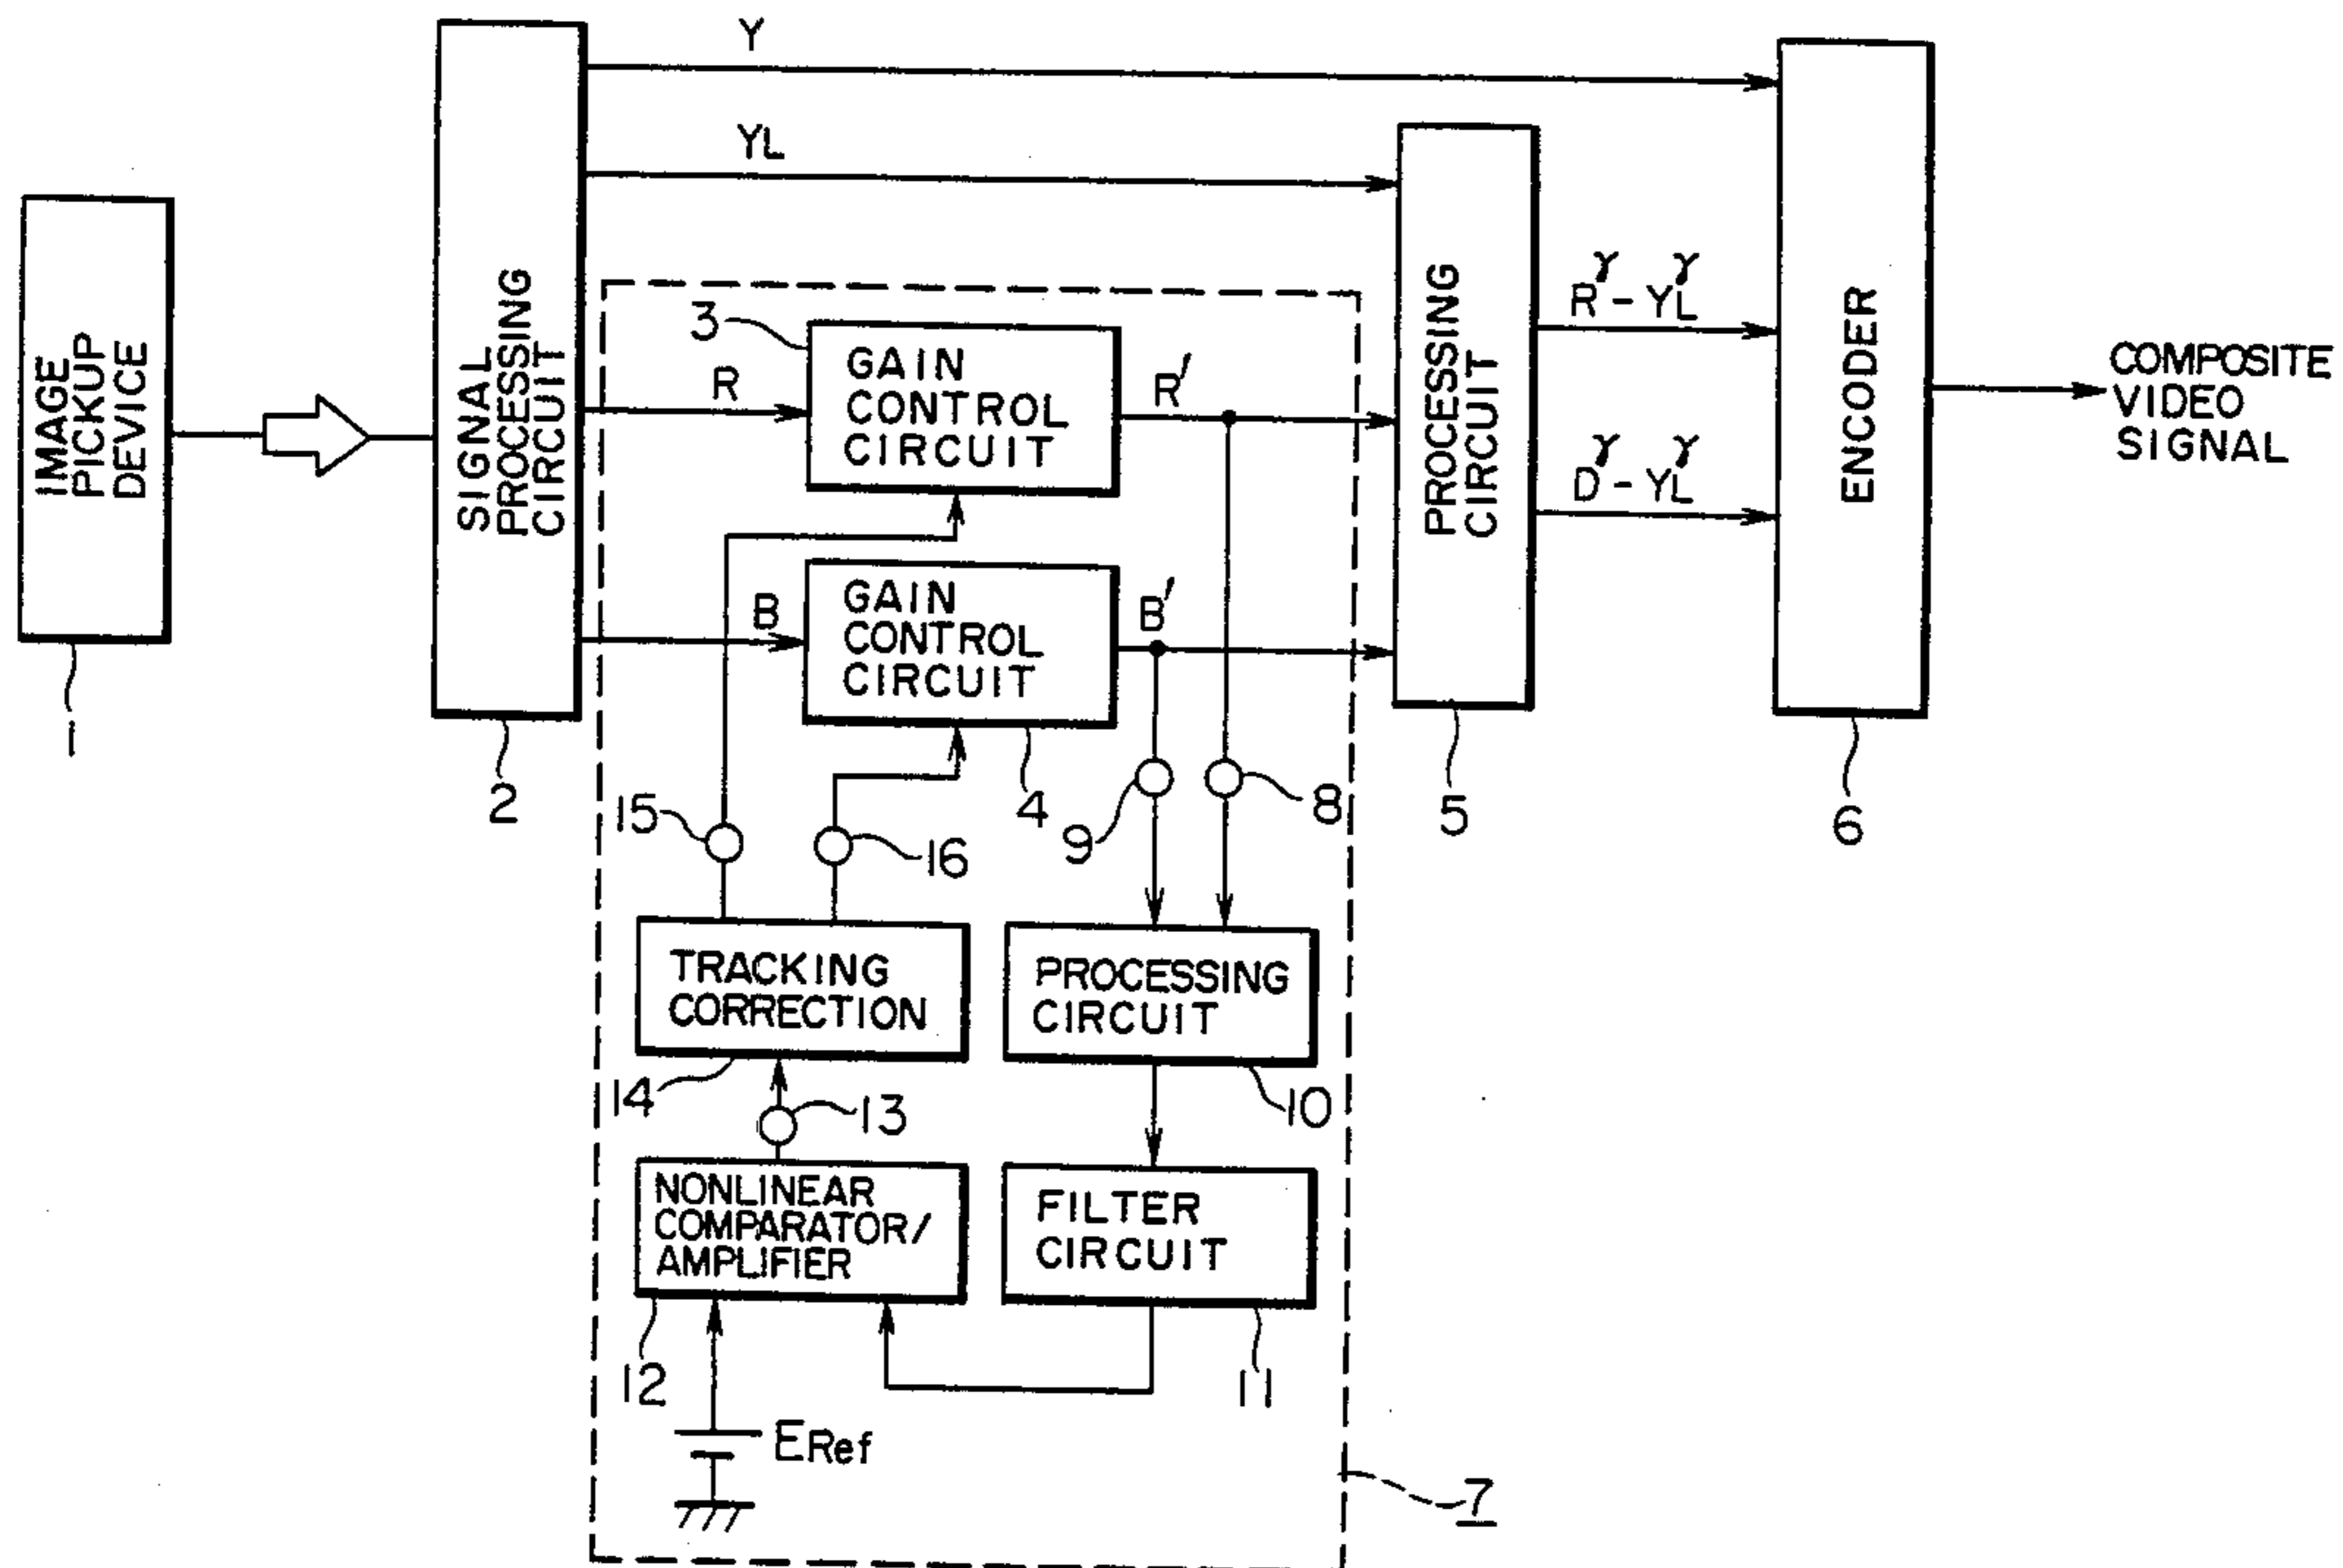 IMAGE
PICKUP
DEVICE
1
SIGNAL
PROCESSING
CIRCUIT
2
Y
YL
R
B
3
GAIN
CONTROL
CIRCUIT
R'
GAIN
CONTROL
CIRCUIT
B'
4
PROCESSING
CIRCUIT
5
Rγ - YLγ
Dγ - YLγ
ENCODER
6
COMPOSITE
VIDEO
SIGNAL
15
16
9
8
TRACKING
CORRECTION
14
13
PROCESSING
CIRCUIT
10
NONLINEAR
COMPARATOR/
AMPLIFIER
12
FILTER
CIRCUIT
11
ERef
7